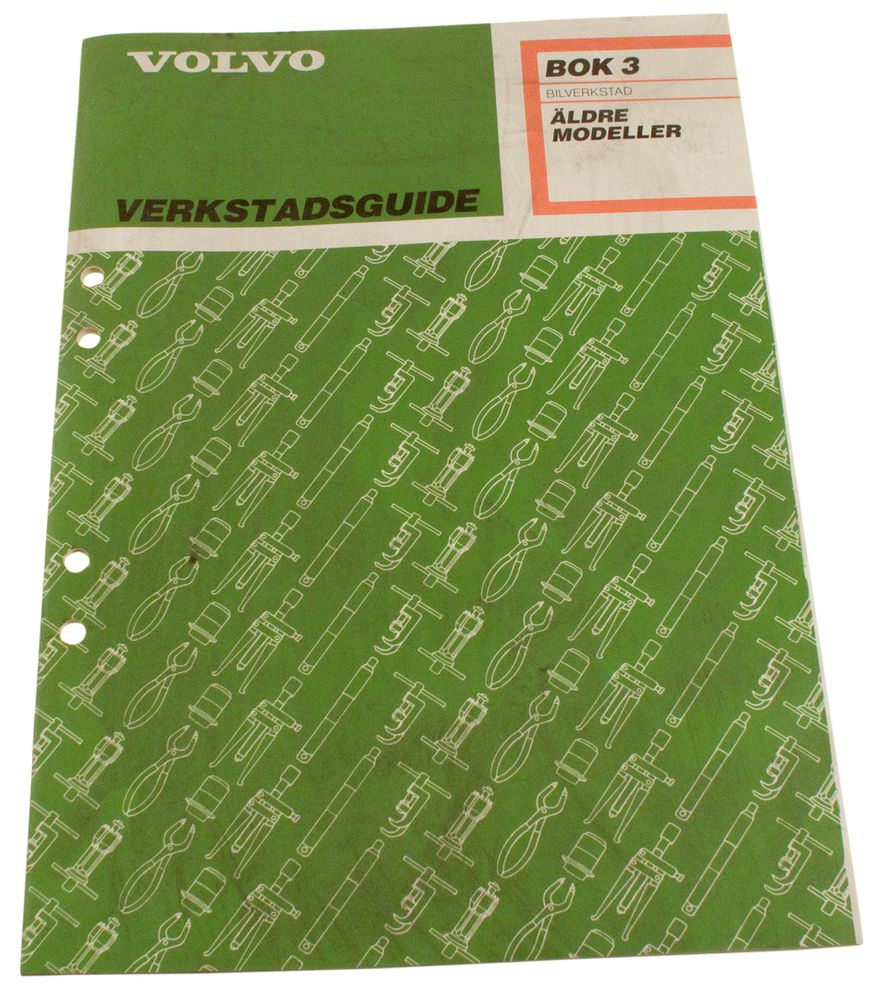 VOLVO
VERKSTADSGUIDE
BOK 3
BILVERKSTAD
ÄLDRE
MODELLER